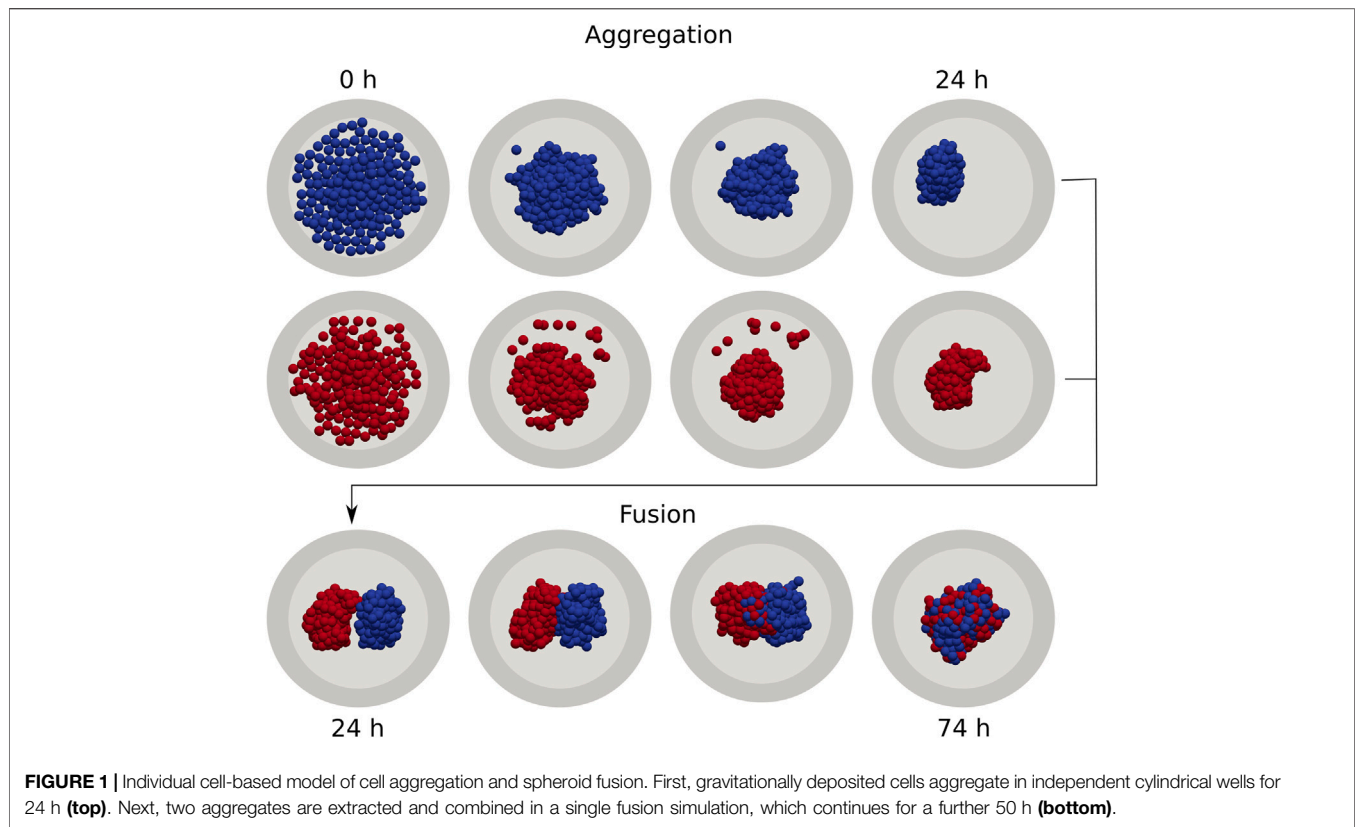 Aggregation
0 h
24 h
Fusion
24 h
74 h
FIGURE 1 | Individual cell-based model of cell aggregation and spheroid fusion. First, gravitationally deposited cells aggregate in independent cylindrical wells for
24 h (top). Next, two aggregates are extracted and combined in a single fusion simulation, which continues for a further 50 h (bottom).